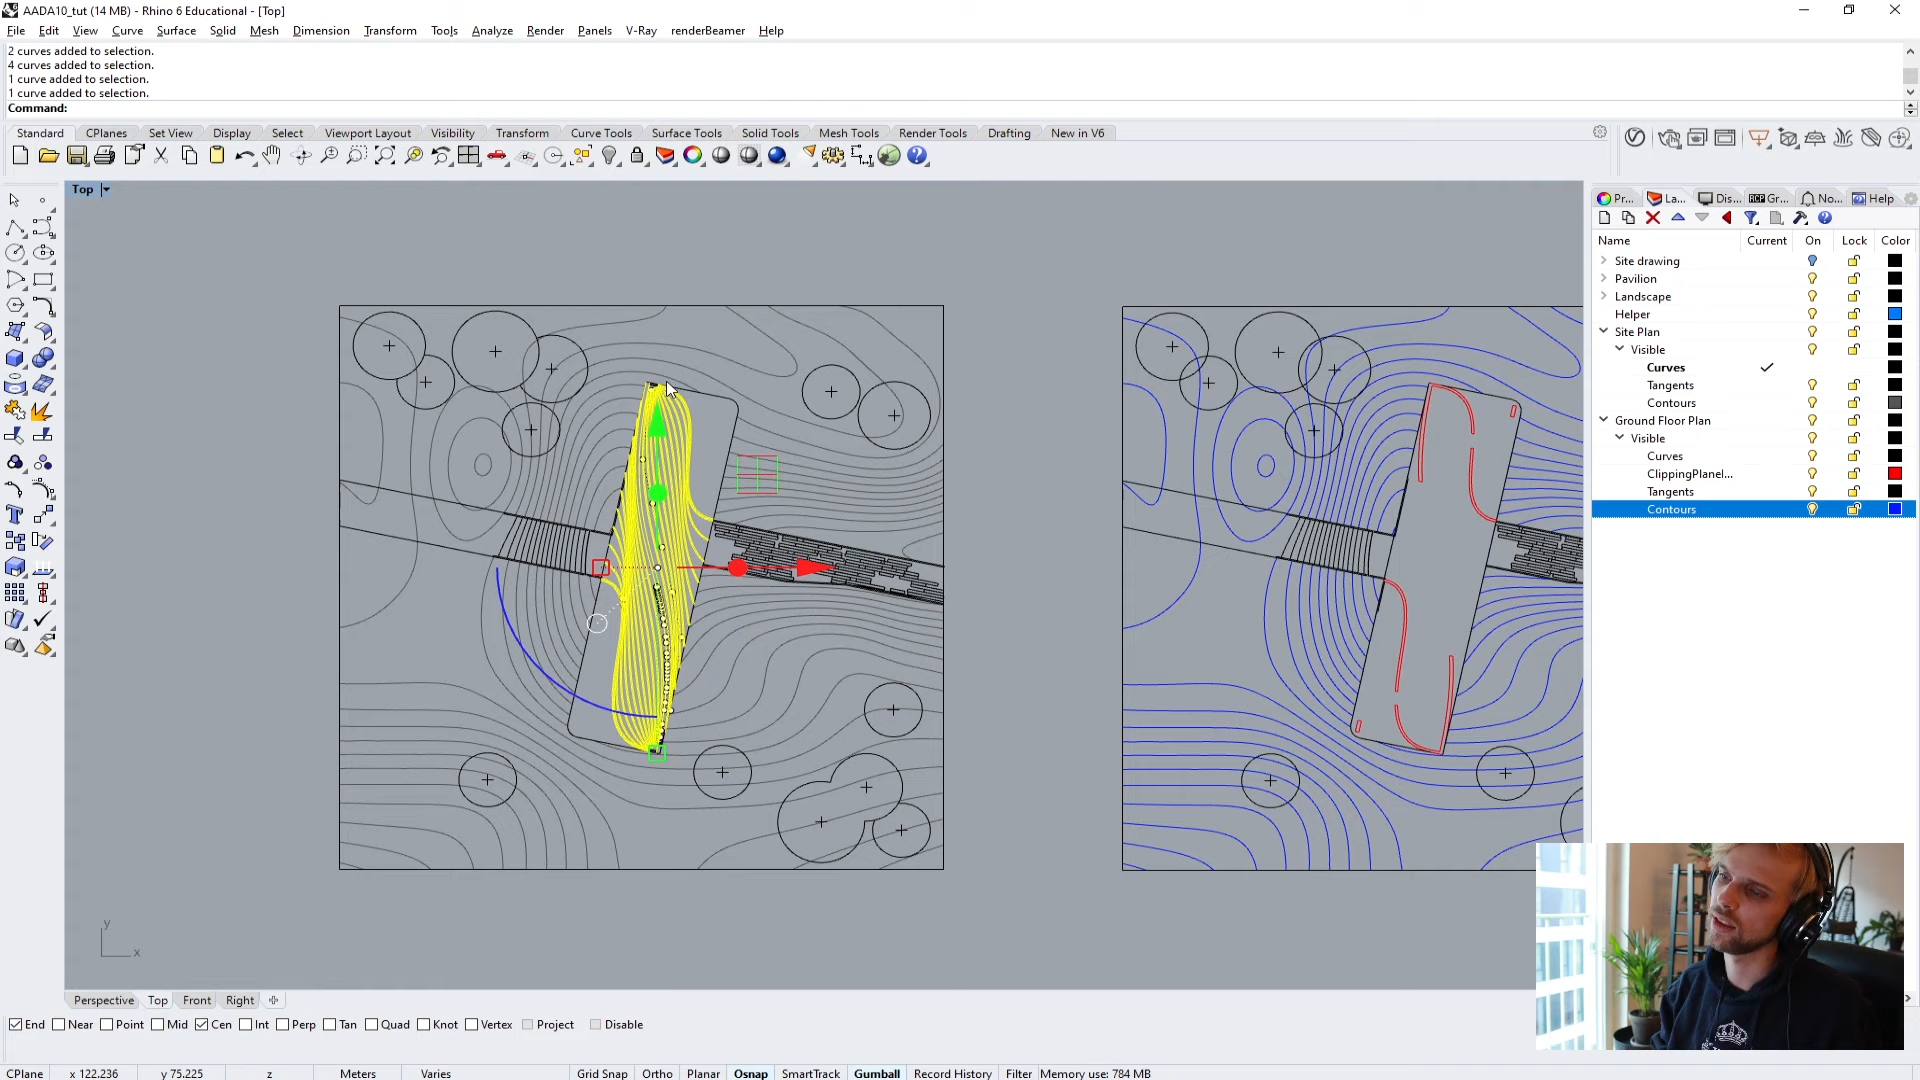 AADA10_tut (14 MB) - Rhino 6 Educational - [Top]
File Edit View Curve Surface Solid Mesh Dimension Transform Tools Analyze Render Panels V-Ray renderBeamer Help
2 curves added to selection.
4 curves added to selection.
1 curve added to selection.
1 curve added to selection.
Command:
Standard CPlanes Set View Display Select Viewport Layout Visibility Transform Curve Tools Surface Tools Solid Tools Mesh Tools Render Tools Drafting New in V6
Top
Pr... La... Dis... Gr... No... Help
Name Current On Lock Color
Site drawing
Pavilion
Landscape
Helper
Site Plan
Visible
Curves
Tangents
Contours
Ground Floor Plan
Visible
Curves
ClippingPlanel...
Tangents
Contours
y
x
Perspective Top Front Right
End Near Point Mid Cen Int Perp Tan Quad Knot Vertex Project Disable
CPlane x 122.236 y 75.225 z Meters Varies Grid Snap Ortho Planar Osnap SmartTrack Gumball Record History Filter Memory use: 784 MB